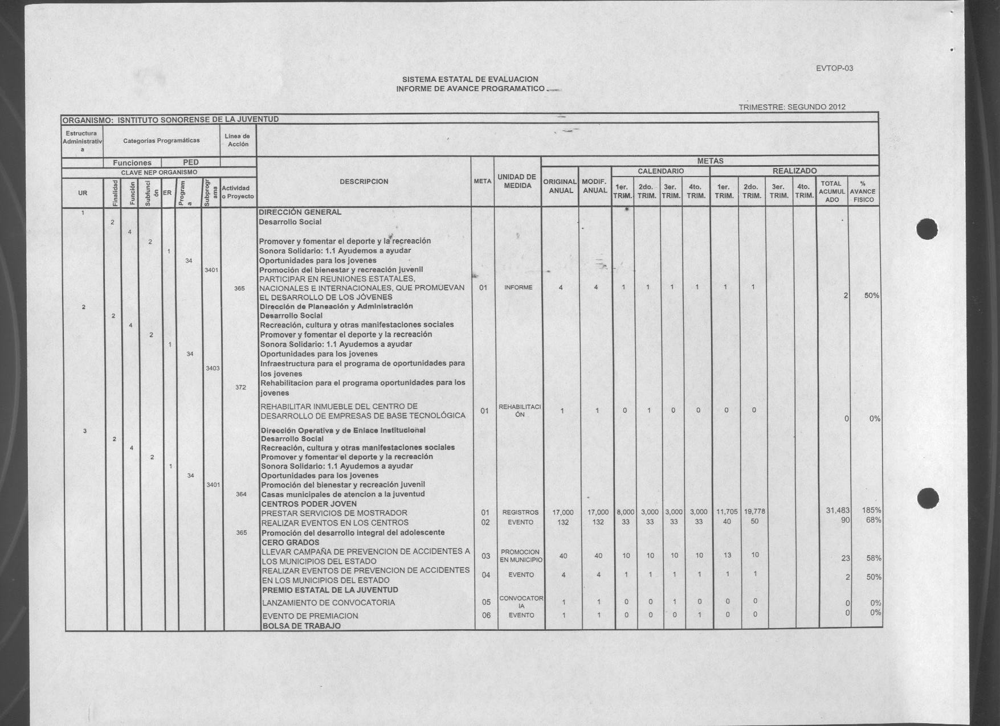 EVTOP-03
SISTEMA ESTATAL DE EVALUACION
INFORME DE AVANCE PROGRAMATICO
TRIMESTRE: SEGUNDO 2012
ORGANISMO: ISNTITUTO SONORENSE DE LA JUVENTUD
Estructura Administrativa Categorías Programáticas Linea de Acción
Funciones PED METAS
CLAVE NEP ORGANISMO CALENDARIO REALIZADO
UR Finalidad Función Subfunción ER Programa Subprograma Actividad o Proyecto DESCRIPCION META UNIDAD DE MEDIDA ORIGINAL ANUAL MODIF. ANUAL 1er. TRIM. 2do. TRIM. 3er. TRIM. 4to. TRIM. 1er. TRIM. 2do. TRIM. 3er. TRIM. 4to. TRIM. TOTAL ACUMULADO % AVANCE FISICO
1 DIRECCIÓN GENERAL
2 Desarrollo Social
4
2 Promover y fomentar el deporte y la recreación
1 Sonora Solidario: 1.1 Ayudemos a ayudar
34 Oportunidades para los jovenes
3401 Promoción del bienestar y recreación juvenil
PARTICIPAR EN REUNIONES ESTATALES,
365 NACIONALES E INTERNACIONALES, QUE PROMUEVAN 01 INFORME 4 4 1 1 1 1 1 1
EL DESARROLLO DE LOS JÓVENES 2 50%
2 Dirección de Planeación y Administración
2 Desarrollo Social
4 Recreación, cultura y otras manifestaciones sociales
2 Promover y fomentar el deporte y la recreación
1 Sonora Solidario: 1.1 Ayudemos a ayudar
34 Oportunidades para los jovenes
3403 Infraestructura para el programa de oportunidades para
los jovenes
372 Rehabilitacion para el programa oportunidades para los
jovenes
REHABILITAR INMUEBLE DEL CENTRO DE 01 REHABILITACI 1 1 0 1 0 0 0 0
DESARROLLO DE EMPRESAS DE BASE TECNOLÓGICA ÓN 0 0%
3 Dirección Operativa y de Enlace Institucional
2 Desarrollo Social
4 Recreación, cultura y otras manifestaciones sociales
2 Promover y fomentar el deporte y la recreación
1 Sonora Solidario: 1.1 Ayudemos a ayudar
34 Oportunidades para los jovenes
3401 Promoción del bienestar y recreación juvenil
364 Casas municipales de atencion a la juventud
CENTROS PODER JOVEN
PRESTAR SERVICIOS DE MOSTRADOR 01 REGISTROS 17,000 17,000 8,000 3,000 3,000 3,000 11,705 19,778 31,483 185%
REALIZAR EVENTOS EN LOS CENTROS 02 EVENTO 132 132 33 33 33 33 40 50 90 68%
365 Promoción del desarrollo integral del adolescente
CERO GRADOS
LLEVAR CAMPAÑA DE PREVENCION DE ACCIDENTES A 03 PROMOCION 40 40 10 10 10 10 13 10
LOS MUNICIPIOS DEL ESTADO EN MUNICIPIO 23 58%
REALIZAR EVENTOS DE PREVENCION DE ACCIDENTES 04 EVENTO 4 4 1 1 1 1 1 1
EN LOS MUNICIPIOS DEL ESTADO 2 50%
PREMIO ESTATAL DE LA JUVENTUD
LANZAMIENTO DE CONVOCATORIA 05 CONVOCATORIA 1 1 0 0 1 0 0 0 0 0%
EVENTO DE PREMIACION 06 EVENTO 1 1 0 0 0 1 0 0 0 0%
BOLSA DE TRABAJO